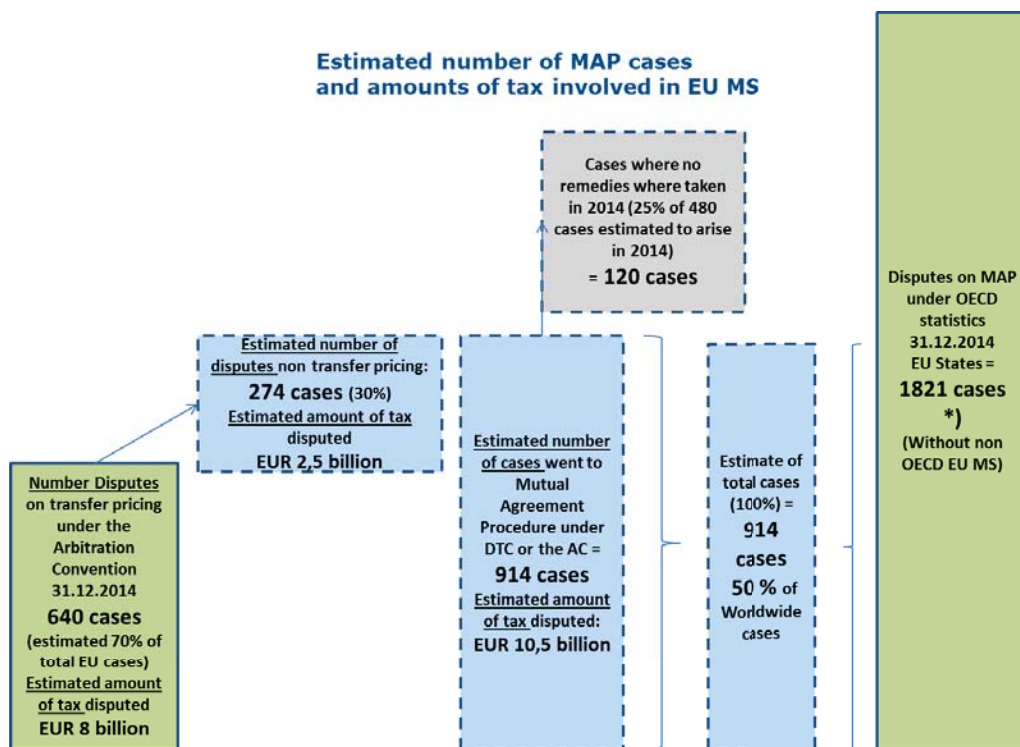 Estimated number of MAP cases
and amounts of tax involved in EU MS
Cases where no
remedies where taken
in 2014 (25% of 480
cases estimated to arise
in 2014)
= 120 cases
Estimated number of
disputes non transfer pricing:
274 cases (30%)
Estimated amount of tax
disputed
EUR 2,5 billion
Number Disputes
on transfer pricing
under the
Arbitration
Convention
31.12.2014
640 cases
(estimated 70% of
total EU cases)
Estimated amount
of tax disputed
EUR 8 billion
Estimated number
of cases went to
Mutual
Agreement
Procedure under
DTC or the AC =
914 cases
Estimated amount
of tax disputed:
EUR 10,5 billion
Estimate of
total cases
(100%) =
914
cases
50 % of
Worldwide
cases
Disputes on MAP
under OECD
statistics
31.12.2014
EU States =
1821 cases
*)
(Without non
OECD EU MS)